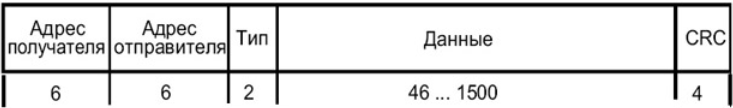 Адрес получателя Адрес отправителя Тип Данные CRC
6 6 2 46 ... 1500 4